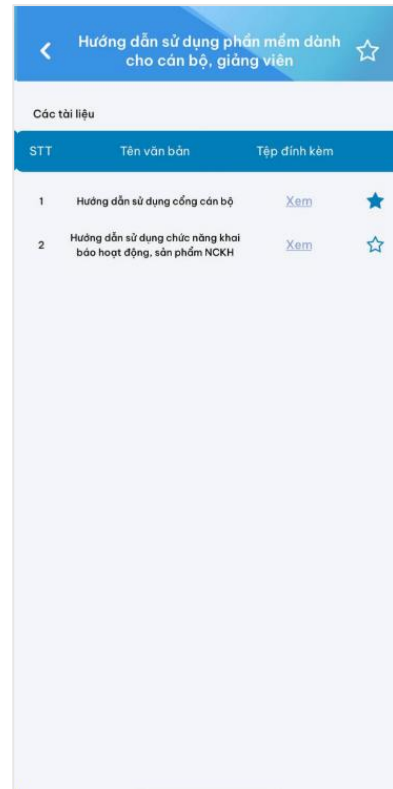 Hướng dẫn sử dụng phần mềm dành
cho cán bộ, giảng viên
Các tài liệu
STT Tên văn bản Tệp đính kèm
1 Hướng dẫn sử dụng cổng cán bộ Xem
Hướng dẫn sử dụng chức năng khai
2 báo hoạt động, sản phẩm NCKH Xem